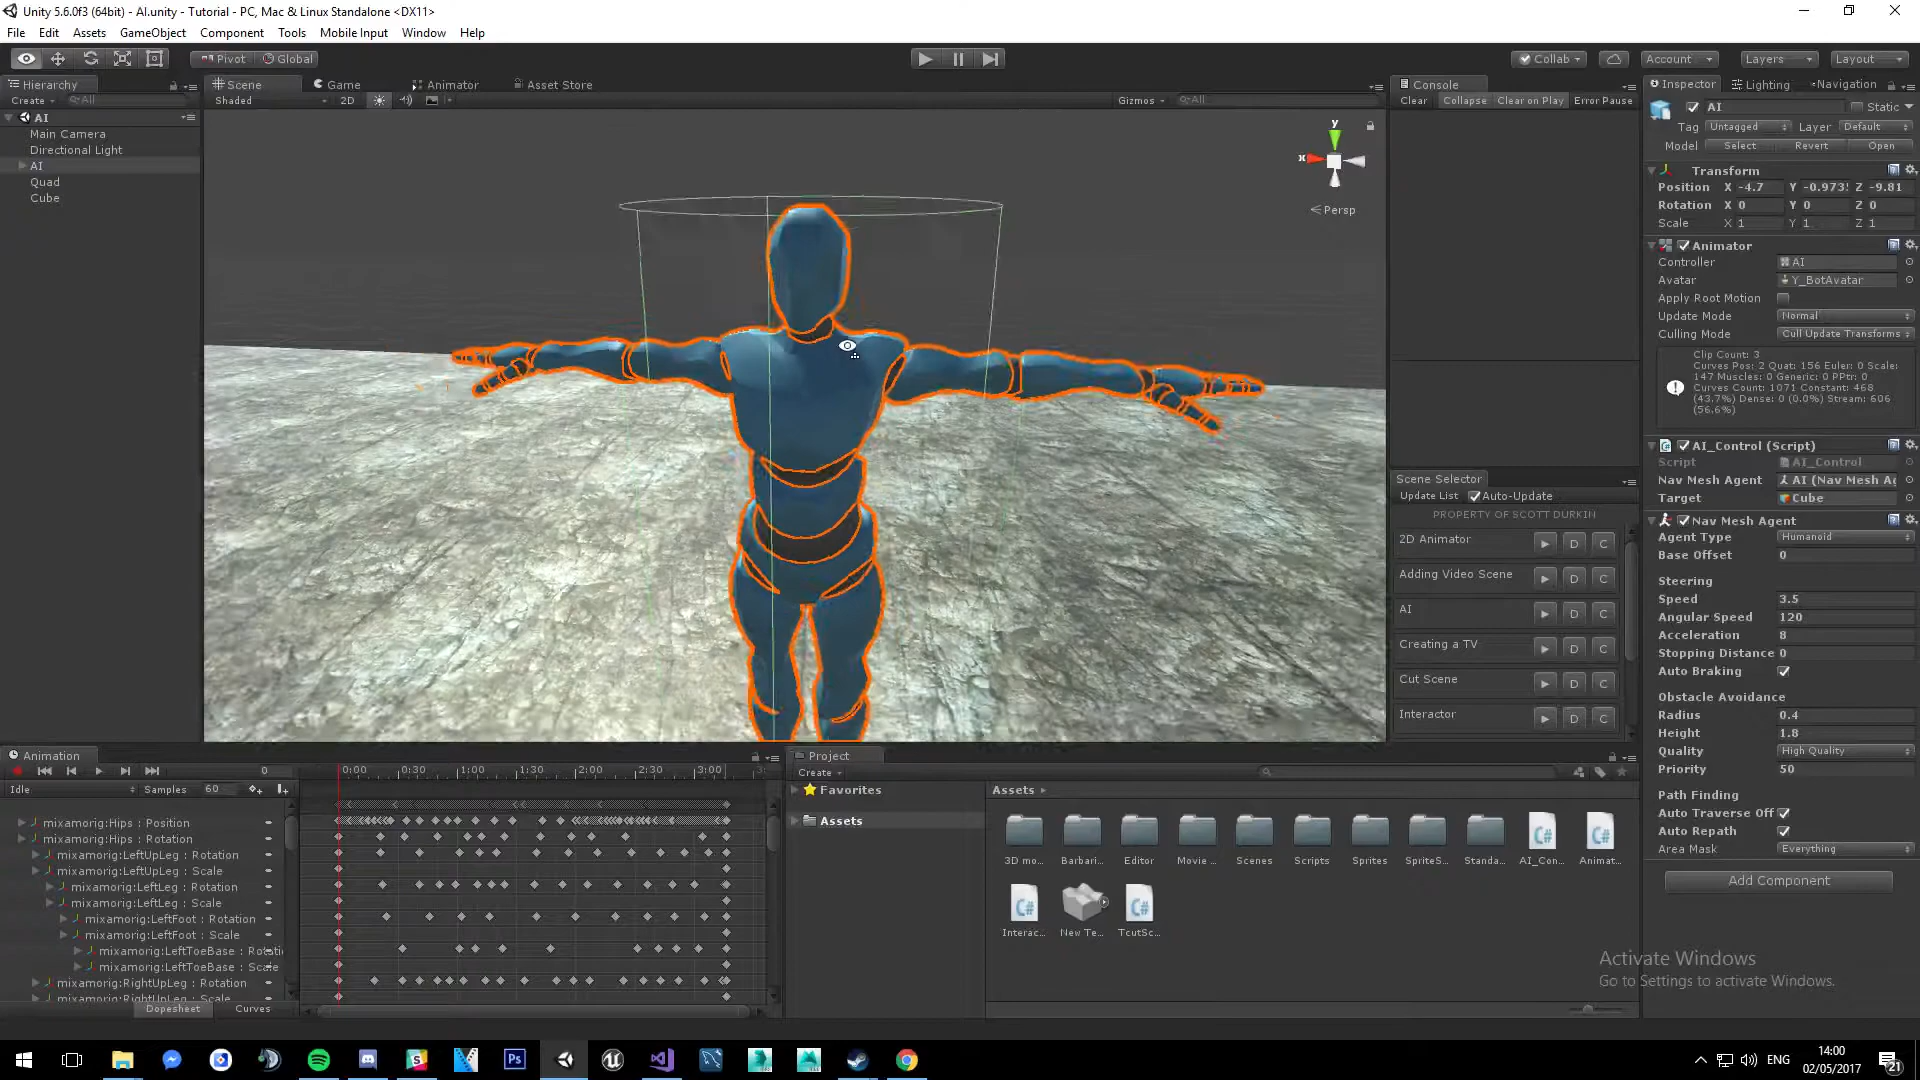 Unity 5.6.0f3 (64bit) - AI.unity - Tutorial - PC, Mac & Linux Standalone <DX11>
File Edit Assets GameObject Component Tools Mobile Input Window Help
Pivot Global Collab Account Layers Layout
Hierarchy
Create All
AI
Main Camera
Directional Light
AI
Quad
Cube
Scene Game Animator Asset Store
Shaded 2D Gizmos All
y
x
Persp
Console
Clear Collapse Clear on Play Error Pause
Scene Selector
Update List Auto-Update
PROPERTY OF SCOTT DURKIN
2D Animator D C
Adding Video Scene D C
AI D C
Creating a TV D C
Cut Scene D C
Interactor D C
Inspector Lighting Navigation
AI Static
Tag Untagged Layer Default
Model Select Revert Open
Transform
Position X -4.7 Y -0.973 Z -9.81
Rotation X 0 Y 0 Z 0
Scale X 1 Y 1 Z 1
Animator
Controller AI
Avatar Y_BotAvatar
Apply Root Motion
Update Mode Normal
Culling Mode Cull Update Transforms
Clip Count: 3
Curves Pos: 2 Quat: 156 Euler: 0 Scale:
147 Muscles: 0 Generic: 0 PPtr: 0
Curves Count: 1071 Constant: 468
(43.7%) Dense: 0 (0.0%) Stream: 606
(56.6%)
AI_Control (Script)
Script AI_Control
Nav Mesh Agent AI (Nav Mesh Ag
Target Cube
Nav Mesh Agent
Agent Type Humanoid
Base Offset 0
Steering
Speed 3.5
Angular Speed 120
Acceleration 8
Stopping Distance 0
Auto Braking
Obstacle Avoidance
Radius 0.4
Height 1.8
Quality High Quality
Priority 50
Path Finding
Auto Traverse Off
Auto Repath
Area Mask Everything
Add Component
Animation
0 0:00 0:30 1:00 1:30 2:00 2:30 3:00
Idle Samples 60
mixamorig:Hips : Position
mixamorig:Hips : Rotation
mixamorig:LeftUpLeg : Rotation
mixamorig:LeftUpLeg : Scale
mixamorig:LeftLeg : Rotation
mixamorig:LeftLeg : Scale
mixamorig:LeftFoot : Rotation
mixamorig:LeftFoot : Scale
mixamorig:LeftToeBase : Rotati
mixamorig:LeftToeBase : Scale
mixamorig:RightUpLeg : Rotation
mixamorig:RightUpLeg : Scale
Dopesheet Curves
Project
Create
Favorites
Assets
Assets
3D mo... Barbari... Editor Movie ... Scenes Scripts Sprites SpriteS... Standa... AI_Con... Animat...
Interac... New Te... TcutSc...
Activate Windows
Go to Settings to activate Windows.
Ps
ENG
14:00
02/05/2017
21